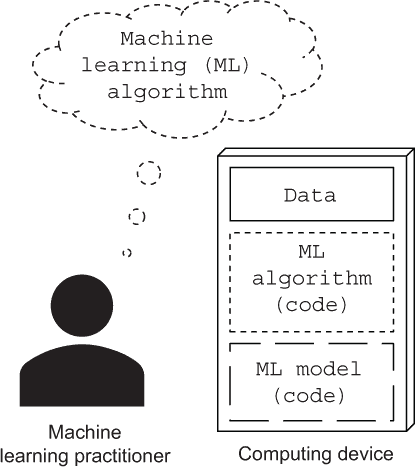 Machine
learning (ML)
algorithm
Data
ML
algorithm
(code)
ML model
(code)
Machine
learning practitioner
Computing device